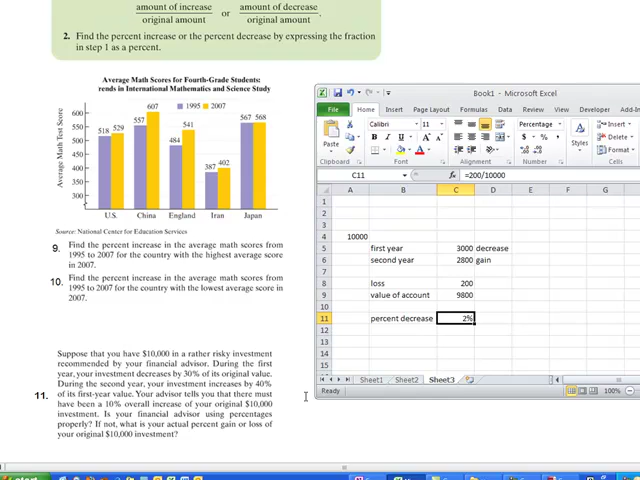 amount of increase
original amount
or
amount of decrease
original amount
.
2. Find the percent increase or the percent decrease by expressing the fraction
in step 1 as a percent.
Average Math Scores for Fourth-Grade Students:
rends in International Mathematics and Science Study
1995 2007
Average Math Test Score
600
550
500
450
400
350
300
518 529
557 607
484 541
387 402
567 568
U.S. China England Iran Japan
Source: National Center for Education Services
9. Find the percent increase in the average math scores from
1995 to 2007 for the country with the highest average score
in 2007.
10. Find the percent increase in the average math scores from
1995 to 2007 for the country with the lowest average score in
2007.
Suppose that you have $10,000 in a rather risky investment
recommended by your financial advisor. During the first
year, your investment decreases by 30% of its original value.
During the second year, your investment increases by 40%
11. of its first-year value. Your advisor tells you that there must
have been a 10% overall increase of your original $10,000
investment. Is your financial advisor using percentages
properly? If not, what is your actual percent gain or loss of
your original $10,000 investment?
Book1 - Microsoft Excel
File Home Insert Page Layout Formulas Data Review View Developer Add-In
Paste
Clipboard
Calibri 11
B I U
A A
Font
Alignment
Percentage
$ % ,
Number
Styles
Insert
Delete
Format
Cells
C11 fx =200/10000
A B C D E F G
1
2
3
4 10000
5 first year 3000 decrease
6 second year 2800 gain
7
8 loss 200
9 value of account 9800
10
11 percent decrease 2%
12
13
14
15
Sheet1 Sheet2 Sheet3
Ready 100%
start